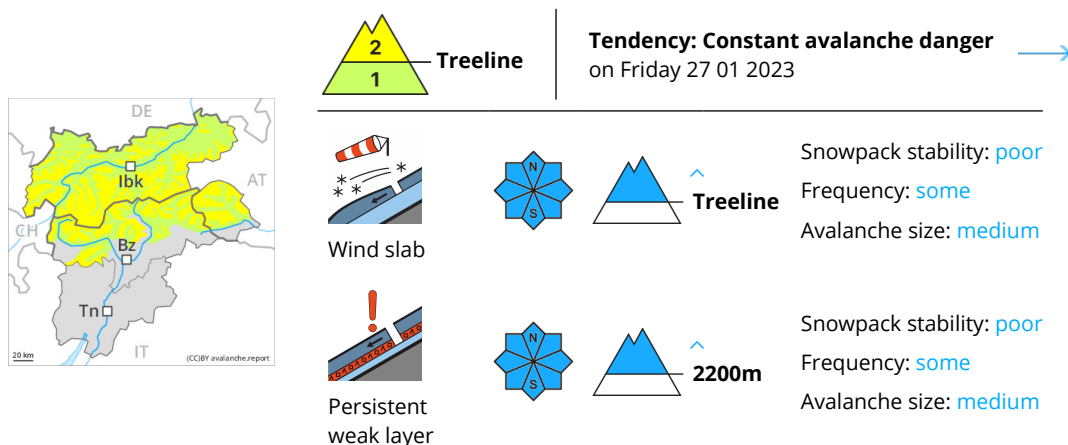 2
1
Treeline
Tendency: Constant avalanche danger
on Friday 27 01 2023
DE
Ibk
AT
CH
Bz
Tn
IT
20 km
(CC)BY avalanche.report
Wind slab
N
S
Treeline
Snowpack stability: poor
Frequency: some
Avalanche size: medium
Persistent
weak layer
N
S
2200m
Snowpack stability: poor
Frequency: some
Avalanche size: medium